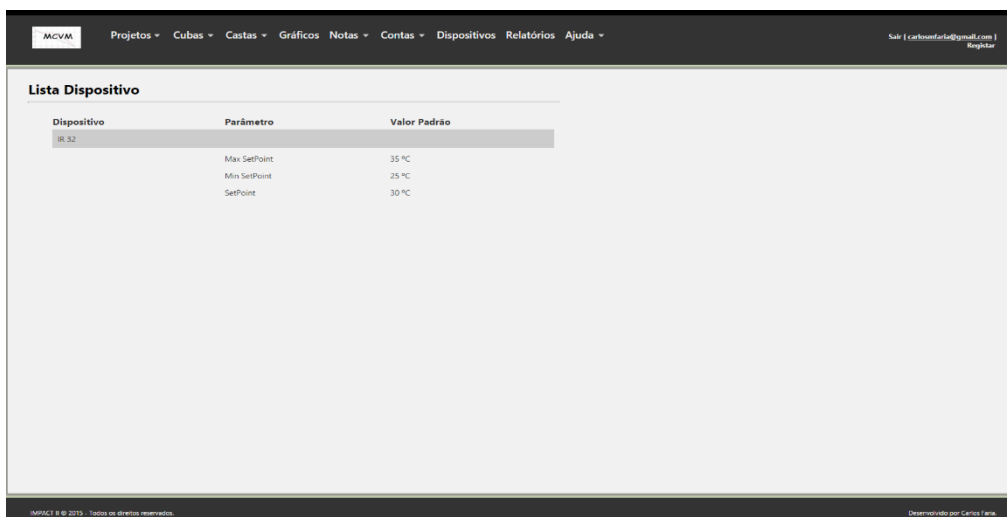 MCVM
Projetos Cubas Castas Gráficos Notas Contas Dispositivos Relatórios Ajuda
Sair | carlosmfaria@gmail.com |
Registar
Lista Dispositivo
Dispositivo Parâmetro Valor Padrão
IR 32
Max SetPoint 35 ºC
Min SetPoint 25 ºC
SetPoint 30 ºC
IMPACT II @ 2015 - Todos os direitos reservados. Desenvolvido por Carlos Faria.